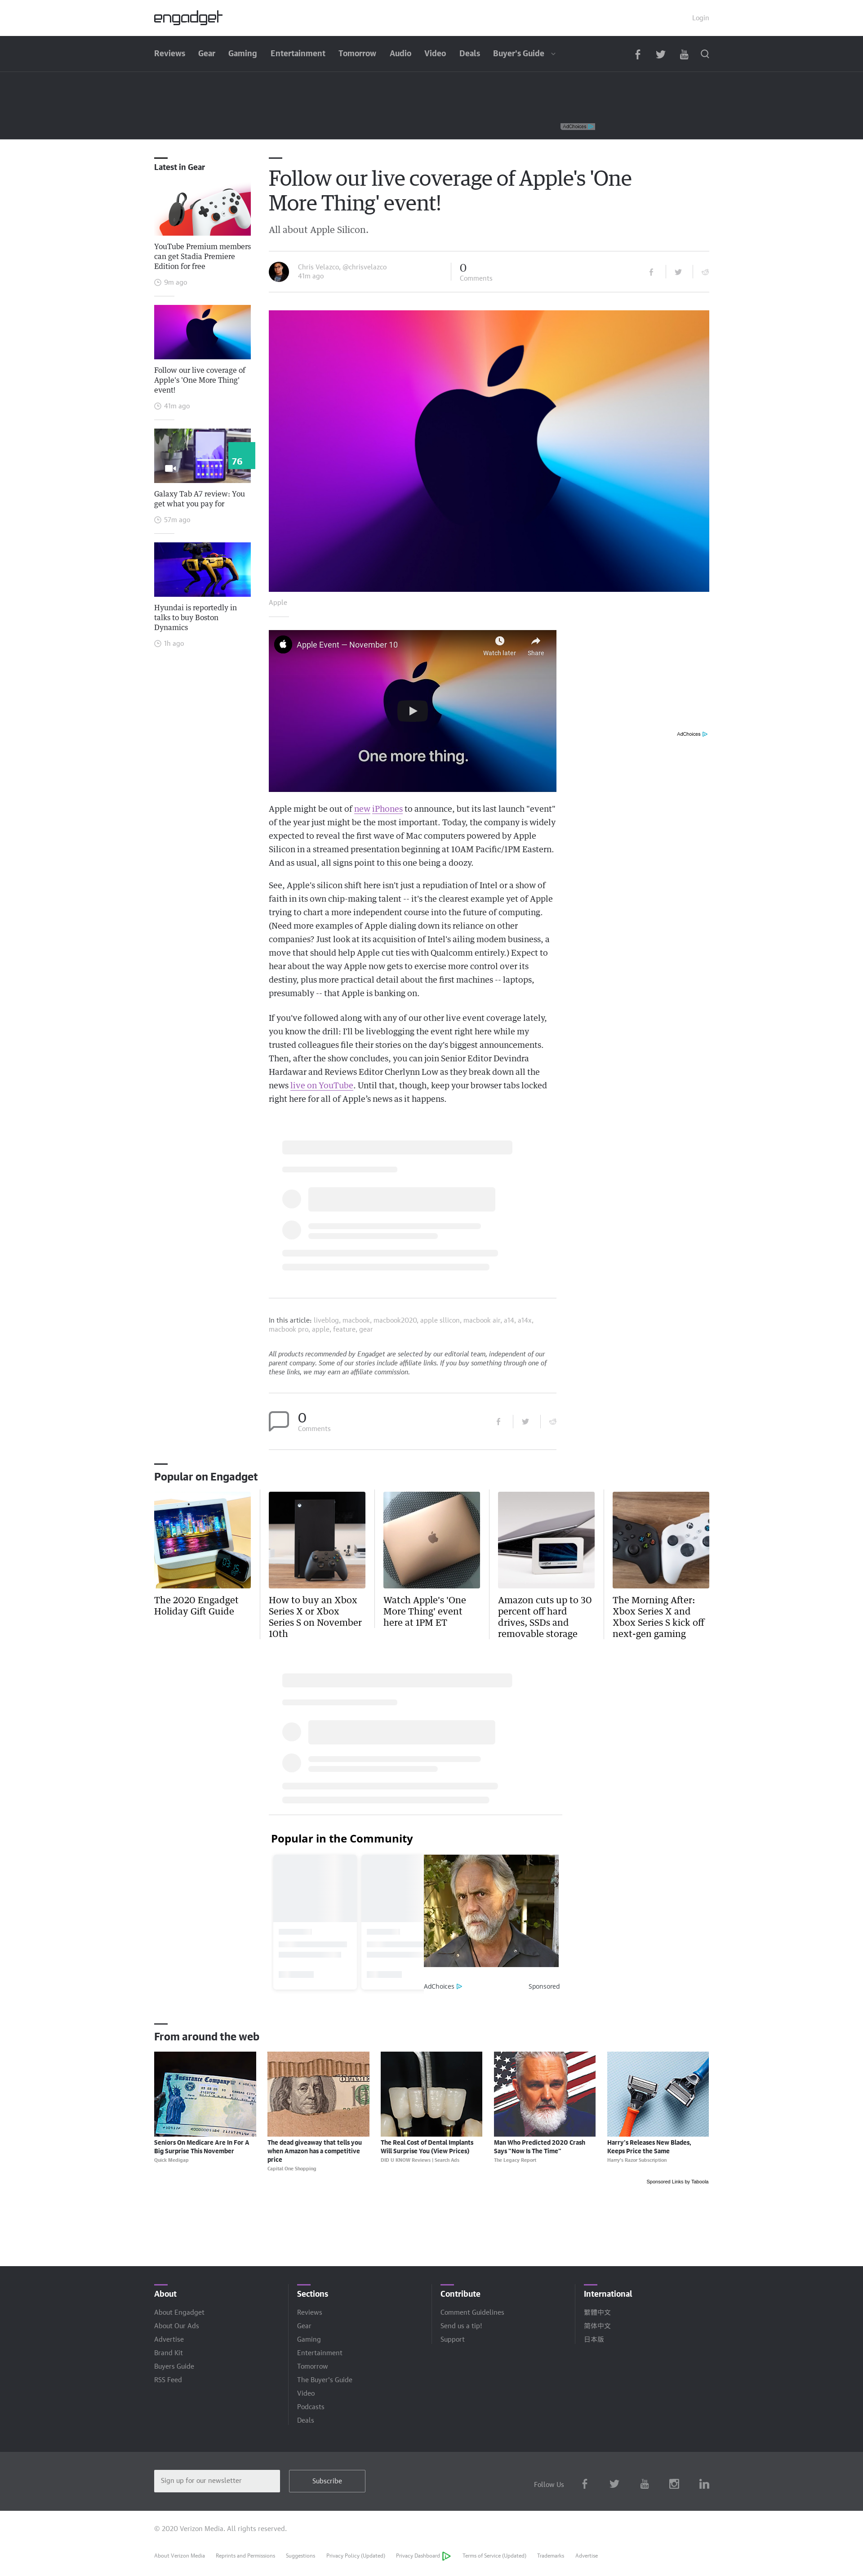 engadget
Login
Reviews
Gear
Gaming
Entertainment
Tomorrow
Audio
Video
Deals
Buyer's Guide
AdChoices
Latest in Gear
YouTube Premium members
can get Stadia Premiere
Edition for free
9m ago
Follow our live coverage of
Apple's 'One More Thing'
event!
41m ago
76
Galaxy Tab A7 review: You
get what you pay for
57m ago
Hyundai is reportedly in
talks to buy Boston
Dynamics
1h ago
Follow our live coverage of Apple's 'One
More Thing' event!
All about Apple Silicon.
Chris Velazco, @chrisvelazco
41m ago
0
Comments
Apple
Apple Event — November 10
Watch later
Share
One more thing.
AdChoices
Apple might be out of new iPhones to announce, but its last launch "event"
of the year just might be the most important. Today, the company is widely
expected to reveal the first wave of Mac computers powered by Apple
Silicon in a streamed presentation beginning at 10AM Pacific/1PM Eastern.
And as usual, all signs point to this one being a doozy.
See, Apple's silicon shift here isn't just a repudiation of Intel or a show of
faith in its own chip-making talent -- it's the clearest example yet of Apple
trying to chart a more independent course into the future of computing.
(Need more examples of Apple dialing down its reliance on other
companies? Just look at its acquisition of Intel's ailing modem business, a
move that should help Apple cut ties with Qualcomm entirely.) Expect to
hear about the way Apple now gets to exercise more control over its
destiny, plus more practical detail about the first machines -- laptops,
presumably -- that Apple is banking on.
If you've followed along with any of our other live event coverage lately,
you know the drill: I'll be liveblogging the event right here while my
trusted colleagues file their stories on the day's biggest announcements.
Then, after the show concludes, you can join Senior Editor Devindra
Hardawar and Reviews Editor Cherlynn Low as they break down all the
news live on YouTube. Until that, though, keep your browser tabs locked
right here for all of Apple's news as it happens.
In this article: liveblog, macbook, macbook2020, apple silicon, macbook air, a14, a14x,
macbook pro, apple, feature, gear
All products recommended by Engadget are selected by our editorial team, independent of our
parent company. Some of our stories include affiliate links. If you buy something through one of
these links, we may earn an affiliate commission.
0
Comments
Popular on Engadget
The 2020 Engadget
Holiday Gift Guide
How to buy an Xbox
Series X or Xbox
Series S on November
10th
Watch Apple's 'One
More Thing' event
here at 1PM ET
Amazon cuts up to 30
percent off hard
drives, SSDs and
removable storage
The Morning After:
Xbox Series X and
Xbox Series S kick off
next-gen gaming
Popular in the Community
AdChoices
Sponsored
From around the web
Insurance Company
Seniors On Medicare Are In For A
Big Surprise This November
Quick Medigap
The dead giveaway that tells you
when Amazon has a competitive
price
Capital One Shopping
The Real Cost of Dental Implants
Will Surprise You (View Prices)
DID U KNOW Reviews | Search Ads
Man Who Predicted 2020 Crash
Says "Now Is The Time"
The Legacy Report
Harry's Releases New Blades,
Keeps Price the Same
Harry's Razor Subscription
Sponsored Links by Taboola
About
About Engadget
About Our Ads
Advertise
Brand Kit
Buyers Guide
RSS Feed
Sections
Reviews
Gear
Gaming
Entertainment
Tomorrow
The Buyer's Guide
Video
Podcasts
Deals
Contribute
Comment Guidelines
Send us a tip!
Support
International
繁體中文
简体中文
日本版
Sign up for our newsletter
Subscribe
Follow Us
© 2020 Verizon Media. All rights reserved.
About Verizon Media
Reprints and Permissions
Suggestions
Privacy Policy (Updated)
Privacy Dashboard
Terms of Service (Updated)
Trademarks
Advertise